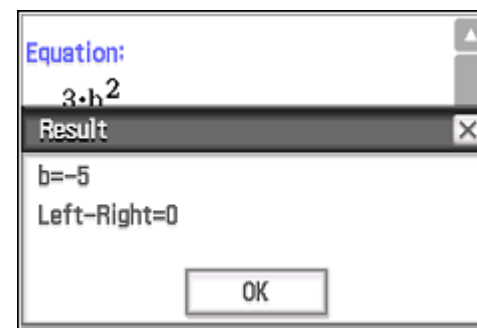 Equation:
3·b²
Result
b=-5
Left-Right=0
OK